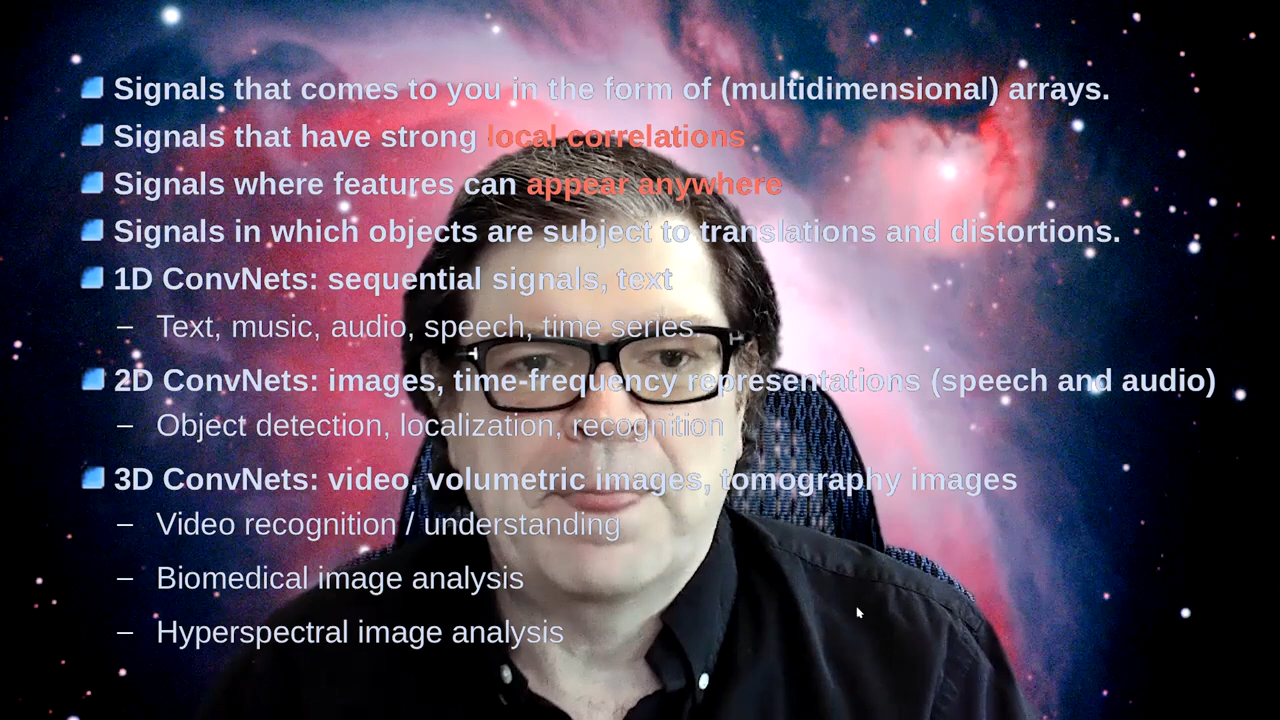 Signals that comes to you in the form of (multidimensional) arrays.
Signals that have strong local correlations
Signals where features can appear anywhere
Signals in which objects are subject to translations and distortions.
1D ConvNets: sequential signals, text
– Text, music, audio, speech, time series.
2D ConvNets: images, time-frequency representations (speech and audio)
– Object detection, localization, recognition
3D ConvNets: video, volumetric images, tomography images
– Video recognition / understanding
– Biomedical image analysis
– Hyperspectral image analysis